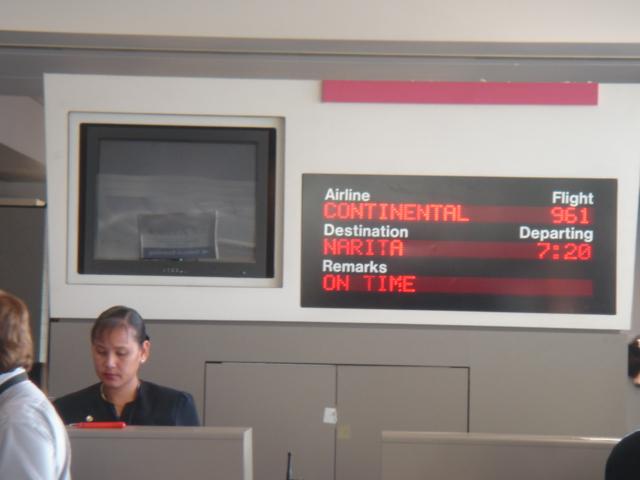 Airline Flight
CONTINENTAL 961
Destination Departing
NARITA 7:20
Remarks
ON TIME